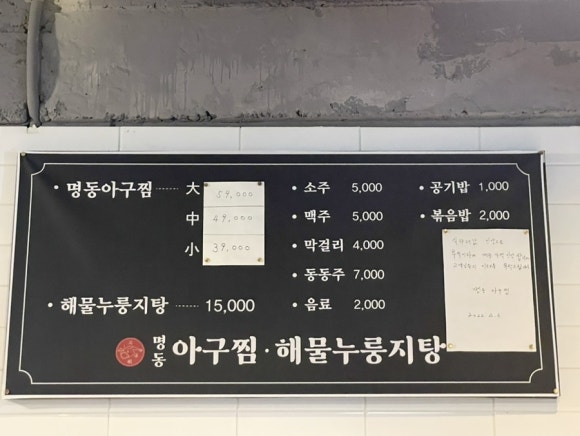 명동아구찜 大 59,000
中 49,000
小 39,000
해물누룽지탕 15,000
소주 5,000
맥주 5,000
막걸리 4,000
동동주 7,000
음료 2,000
공기밥 1,000
볶음밥 2,000
명동 아구찜 · 해물누룽지탕